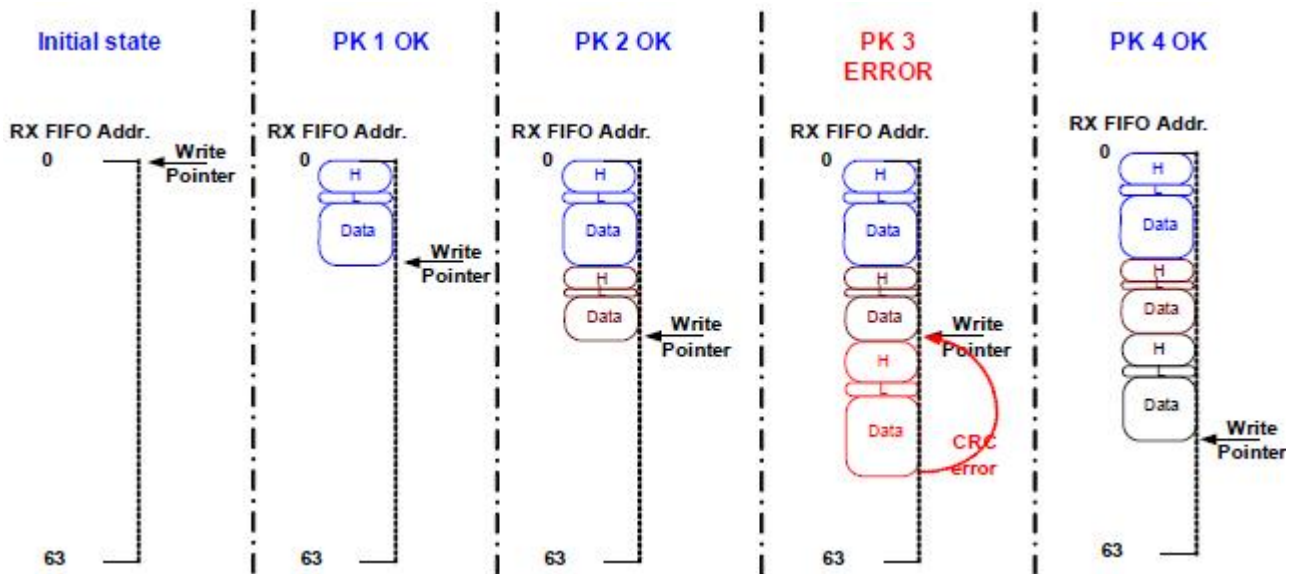 Initial state
RX FIFO Addr.
0
Write
Pointer
63
PK 1 OK
RX FIFO Addr.
0
H
L
Data
Write
Pointer
63
PK 2 OK
RX FIFO Addr.
0
H
L
Data
H
L
Data
Write
Pointer
63
PK 3
ERROR
RX FIFO Addr.
0
H
L
Data
H
L
Data
Write
Pointer
H
L
Data
CRC
error
63
PK 4 OK
RX FIFO Addr.
0
H
L
Data
H
L
Data
H
L
Data
Write
Pointer
63